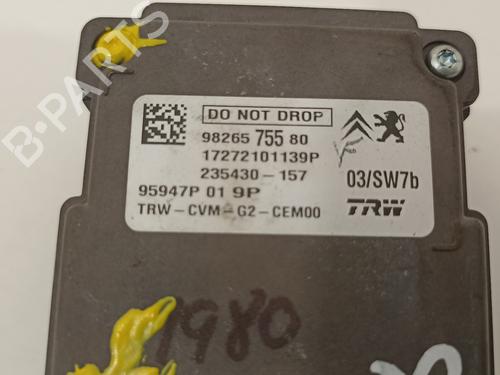 DO NOT DROP
98265 755 80
17272101139P
235430-157
95947P 01 9P
03/SW7b
TRW-CVM-G2-CEM00
TRW
1980
B-PARTS